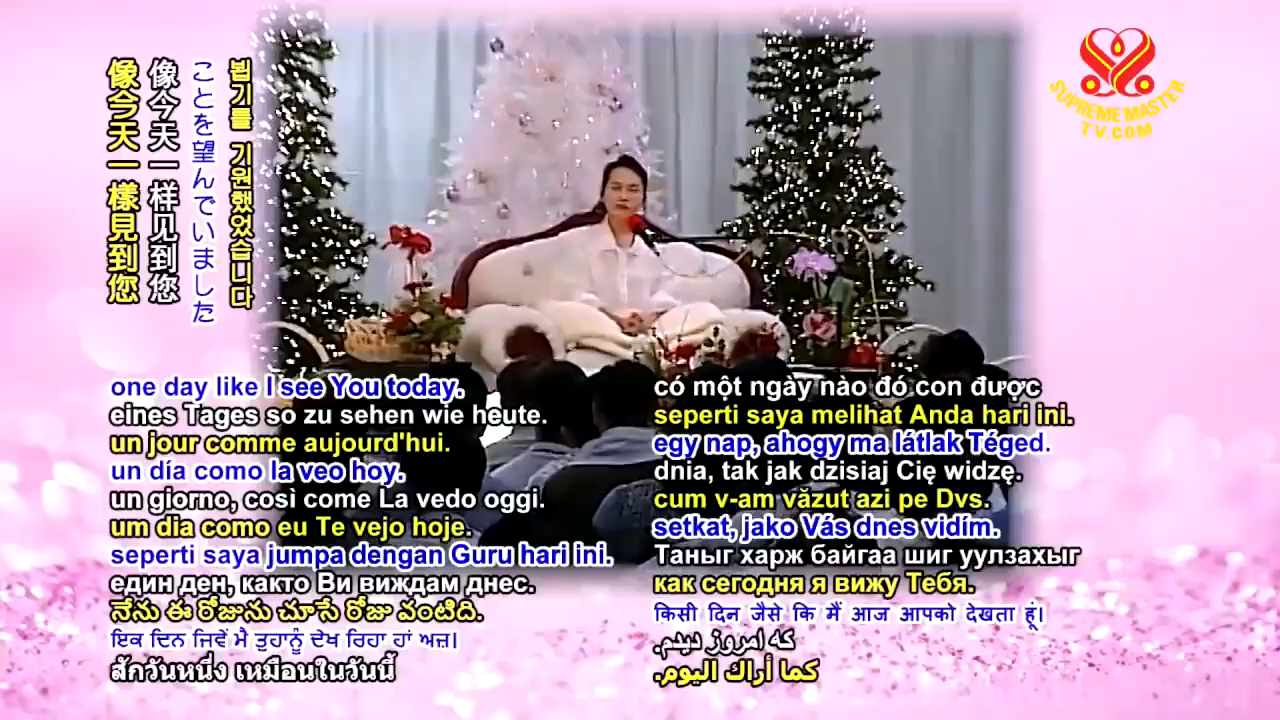 像今天一樣見到您
像今天一样见到您
ことを望んでいました
뵙기를 기원했었습니다
SUPREME MASTER
TV.COM
one day like I see You today.
eines Tages so zu sehen wie heute.
un jour comme aujourd'hui.
un día como la veo hoy.
un giorno, così come La vedo oggi.
um dia como eu Te vejo hoje.
seperti saya jumpa dengan Guru hari ini.
един ден, както Ви виждам днес.
నేను ఈ రోజును చూసే రోజు వంటిది.
ਇਕ ਦਿਨ ਜਿਵੇਂ ਮੈ ਤੁਹਾਨੂੰ ਦੇਖ ਰਿਹਾ ਹਾਂ ਅਜ਼।
สักวันหนึ่ง เหมือนในวันนี้
có một ngày nào đó con được
seperti saya melihat Anda hari ini.
egy nap, ahogy ma látlak Téged.
dnia, tak jak dzisiaj Cię widzę.
cum v-am văzut azi pe Dvs.
setkat, jako Vás dnes vidím.
Таныг харж байгаа шиг уулзахыг
как сегодня я вижу Тебя.
किसी दिन जैसे कि मैं आज आपको देखता हूं।
که امروز دیدم.
كما أراك اليوم.